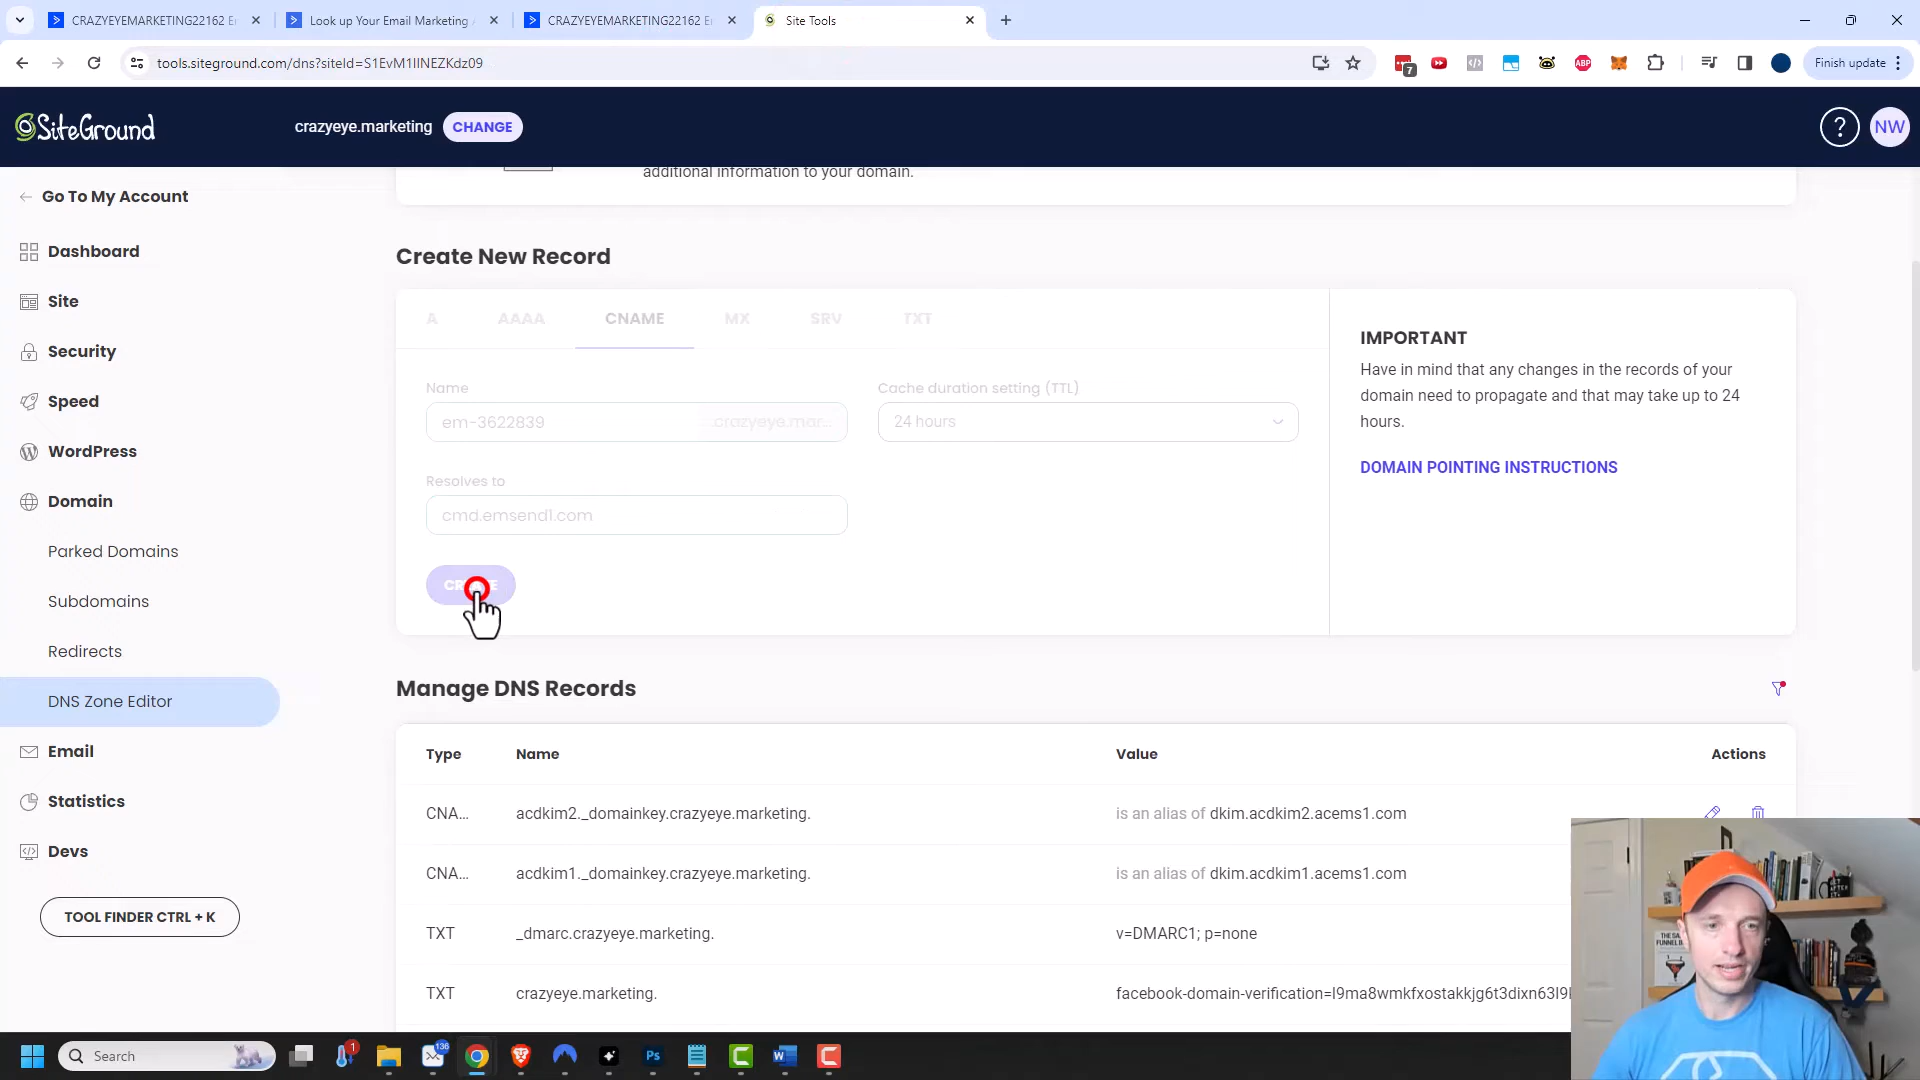 CRAZYEYEMARKETING22162 E
Look up Your Email Marketing
CRAZYEYEMARKETING22162 E
Site Tools
tools.siteground.com/dns?siteId=S1EvM1lINEZKdz09
7
ABP
Finish update
SiteGround
crazyeye.marketing
CHANGE
?
NW
Go To My Account
Dashboard
Site
Security
Speed
WordPress
Domain
Parked Domains
Subdomains
Redirects
DNS Zone Editor
Email
Statistics
Devs
TOOL FINDER CTRL + K
additional information to your domain.
Create New Record
A
AAAA
CNAME
MX
SRV
TXT
Name
em-3622839
.crazyeye.mar...
Cache duration setting (TTL)
24 hours
Resolves to
cmd.emsend1.com
CREATE
IMPORTANT
Have in mind that any changes in the records of your
domain need to propagate and that may take up to 24
hours.
DOMAIN POINTING INSTRUCTIONS
Manage DNS Records
Type
Name
Value
Actions
CNA...
acdkim2._domainkey.crazyeye.marketing.
is an alias of dkim.acdkim2.acems1.com
CNA...
acdkim1._domainkey.crazyeye.marketing.
is an alias of dkim.acdkim1.acems1.com
TXT
_dmarc.crazyeye.marketing.
v=DMARC1; p=none
TXT
crazyeye.marketing.
facebook-domain-verification=l9ma8wmkfxostakkjg6t3dixn63l9
Search
1
136
Ps
W
C